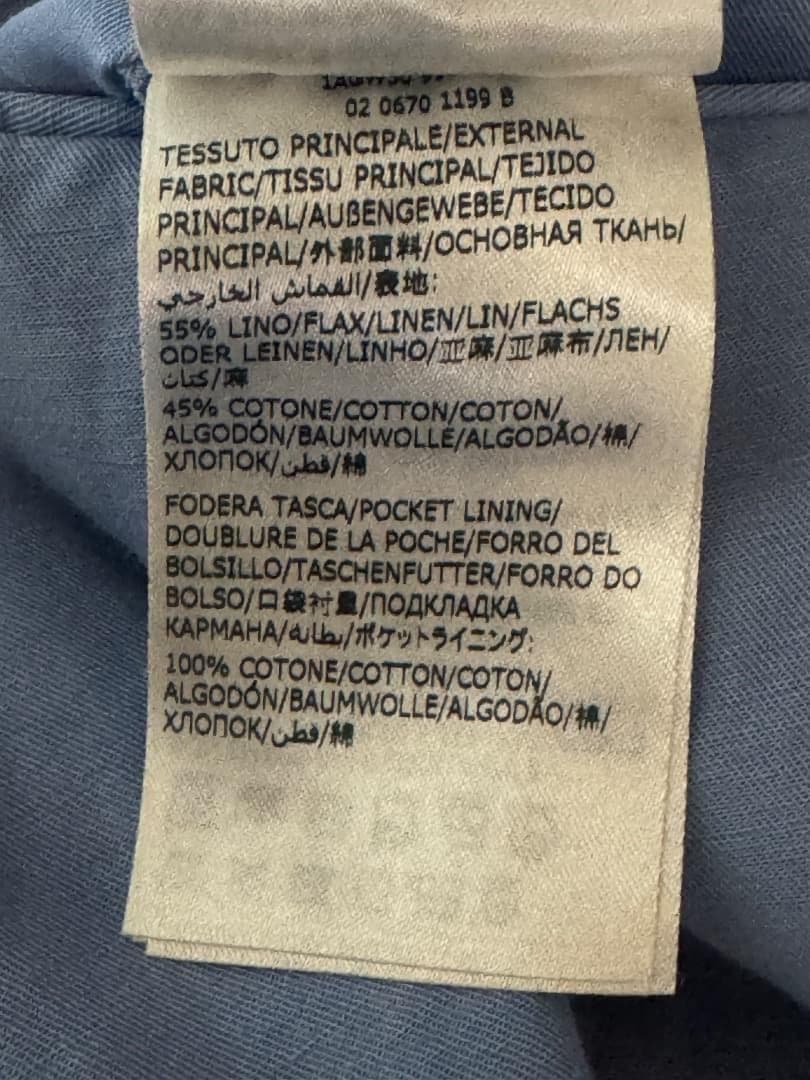 02 0670 1199 B
TESSUTO PRINCIPALE/EXTERNAL
FABRIC/TISSU PRINCIPAL/TEJIDO
PRINCIPAL/AUßENGEWEBE/TECIDO
PRINCIPAL/外部面料/ОСНОВНАЯ ТКАНЬ/
القماش الخارجي/表地:
55% LINO/FLAX/LINEN/LIN/FLACHS
ODER LEINEN/LINHO/亚麻/亚麻布/ЛЕН/
كتان/麻
45% COTONE/COTTON/COTON/
ALGODÓN/BAUMWOLLE/ALGODÃO/棉/
ХЛОПОК/قطن/綿
FODERA TASCA/POCKET LINING/
DOUBLURE DE LA POCHE/FORRO DEL
BOLSILLO/TASCHENFUTTER/FORRO DO
BOLSO/口袋衬里/ПОДКЛАДКА
КАРМАНА/بطانة/ポケットライニング:
100% COTONE/COTTON/COTON/
ALGODÓN/BAUMWOLLE/ALGODÃO/棉/
ХЛОПОК/قطن/綿